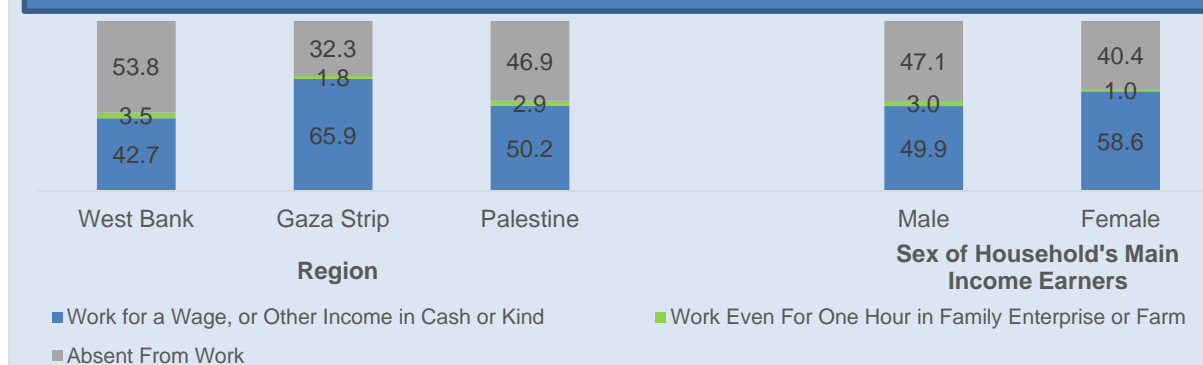 53.8 32.3 46.9 47.1 40.4
3.5 1.8 2.9 3.0 1.0
42.7 65.9 50.2 49.9 58.6
West Bank Gaza Strip Palestine Male Female
Region
Sex of Household's Main
Income Earners
Work for a Wage, or Other Income in Cash or Kind Work Even For One Hour in Family Enterprise or Farm
Absent From Work